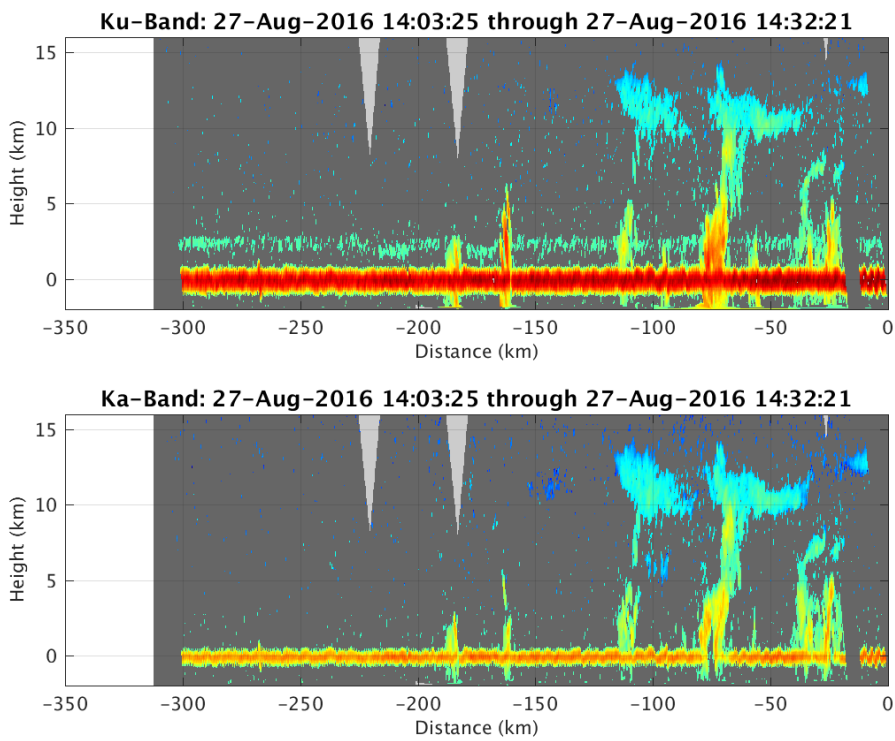 Ku-Band: 27-Aug-2016 14:03:25 through 27-Aug-2016 14:32:21
15
10
5
0
Height (km)
−350 −300 −250 −200 −150 −100 −50 0
Distance (km)
Ka-Band: 27-Aug-2016 14:03:25 through 27-Aug-2016 14:32:21
15
10
5
0
Height (km)
−350 −300 −250 −200 −150 −100 −50 0
Distance (km)